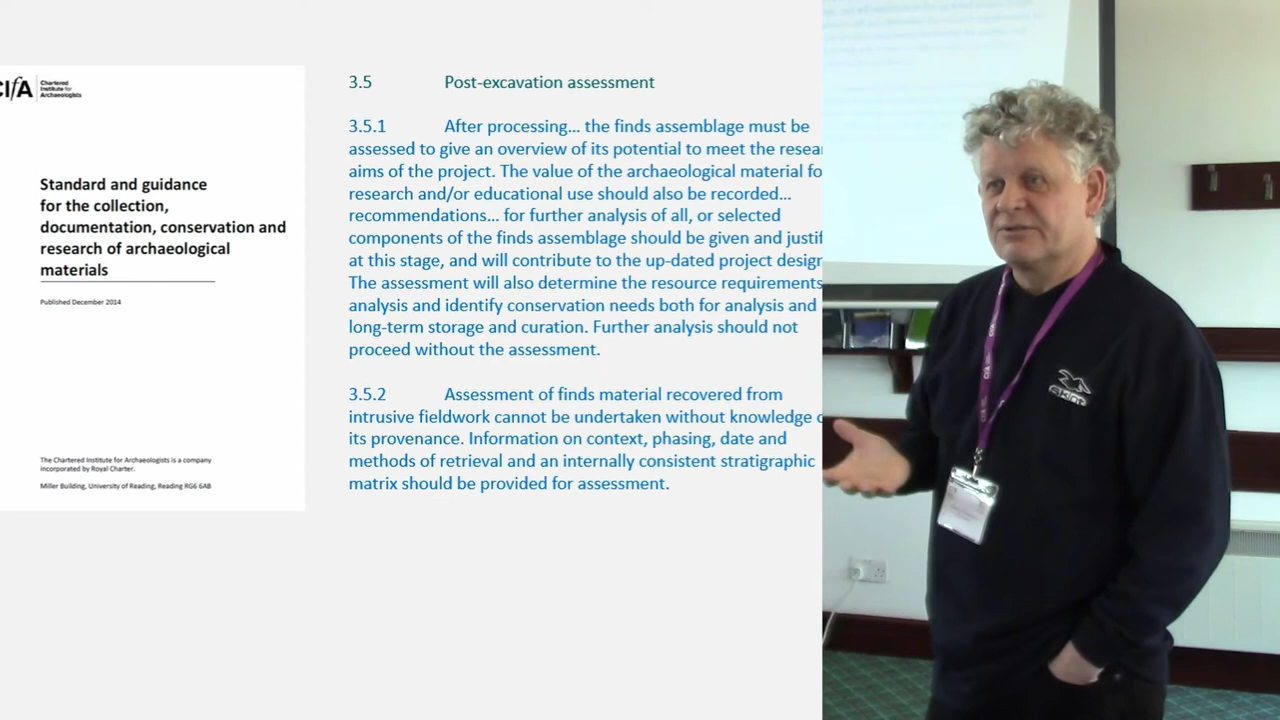 CIfA
Chartered
Institute for
Archaeologists
Standard and guidance
for the collection,
documentation, conservation and
research of archaeological
materials
Published December 2014
The Chartered Institute for Archaeologists is a company
incorporated by Royal Charter.
Miller Building, University of Reading, Reading RG6 6AB
3.5 Post-excavation assessment
3.5.1 After processing... the finds assemblage must be
assessed to give an overview of its potential to meet the resear
aims of the project. The value of the archaeological material fo
research and/or educational use should also be recorded...
recommendations... for further analysis of all, or selected
components of the finds assemblage should be given and justif
at this stage, and will contribute to the up-dated project design
The assessment will also determine the resource requirements
analysis and identify conservation needs both for analysis and
long-term storage and curation. Further analysis should not
proceed without the assessment.
3.5.2 Assessment of finds material recovered from
intrusive fieldwork cannot be undertaken without knowledge o
its provenance. Information on context, phasing, date and
methods of retrieval and an internally consistent stratigraphic
matrix should be provided for assessment.